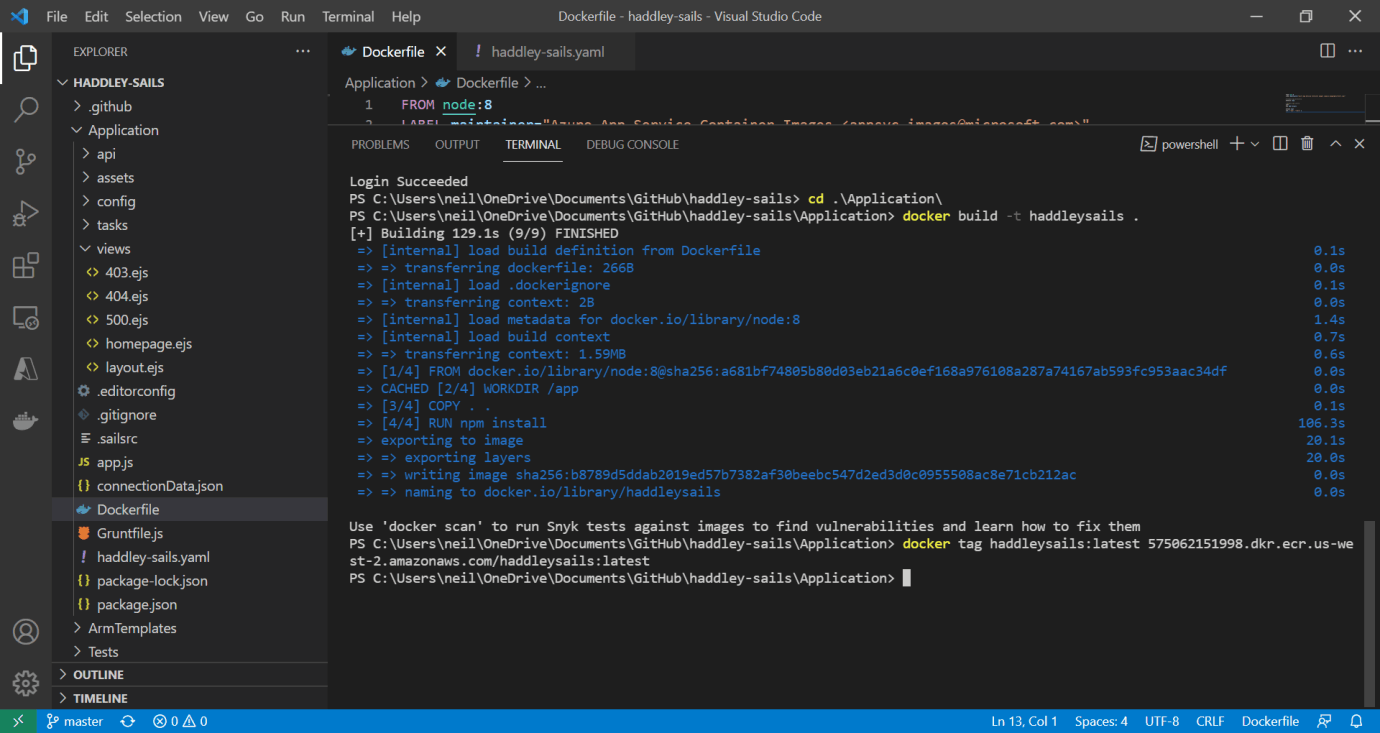 File Edit Selection View Go Run Terminal Help Dockerfile - haddley-sails - Visual Studio Code
EXPLORER
HADDLEY-SAILS
.github
Application
api
assets
config
tasks
views
403.ejs
404.ejs
500.ejs
homepage.ejs
layout.ejs
.editorconfig
.gitignore
.sailsrc
JS app.js
{} connectionData.json
Dockerfile
Gruntfile.js
! haddley-sails.yaml
{} package-lock.json
{} package.json
ArmTemplates
Tests
OUTLINE
TIMELINE
Dockerfile ! haddley-sails.yaml
Application > Dockerfile > ...
1 FROM node:8
2 LABEL maintainer="Azure App Service Container Images <appsvc-images@microsoft.com>"
PROBLEMS OUTPUT TERMINAL DEBUG CONSOLE powershell
Login Succeeded
PS C:\Users\neil\OneDrive\Documents\GitHub\haddley-sails> cd .\Application\
PS C:\Users\neil\OneDrive\Documents\GitHub\haddley-sails\Application> docker build -t haddleysails .
[+] Building 129.1s (9/9) FINISHED
=> [internal] load build definition from Dockerfile 0.1s
=> => transferring dockerfile: 266B 0.0s
=> [internal] load .dockerignore 0.1s
=> => transferring context: 2B 0.0s
=> [internal] load metadata for docker.io/library/node:8 1.4s
=> [internal] load build context 0.7s
=> => transferring context: 1.59MB 0.6s
=> [1/4] FROM docker.io/library/node:8@sha256:a681bf74805b80d03eb21a6c0ef168a976108a287a74167ab593fc953aac34df 0.0s
=> CACHED [2/4] WORKDIR /app 0.0s
=> [3/4] COPY . . 0.1s
=> [4/4] RUN npm install 106.3s
=> exporting to image 20.1s
=> => exporting layers 20.0s
=> => writing image sha256:b8789d5ddab2019ed57b7382af30beebc547d2ed3d0c0955508ac8e71cb212ac 0.0s
=> => naming to docker.io/library/haddleysails 0.0s
Use 'docker scan' to run Snyk tests against images to find vulnerabilities and learn how to fix them
PS C:\Users\neil\OneDrive\Documents\GitHub\haddley-sails\Application> docker tag haddleysails:latest 575062151998.dkr.ecr.us-we
st-2.amazonaws.com/haddleysails:latest
PS C:\Users\neil\OneDrive\Documents\GitHub\haddley-sails\Application>
master 0 0 Ln 13, Col 1 Spaces: 4 UTF-8 CRLF Dockerfile